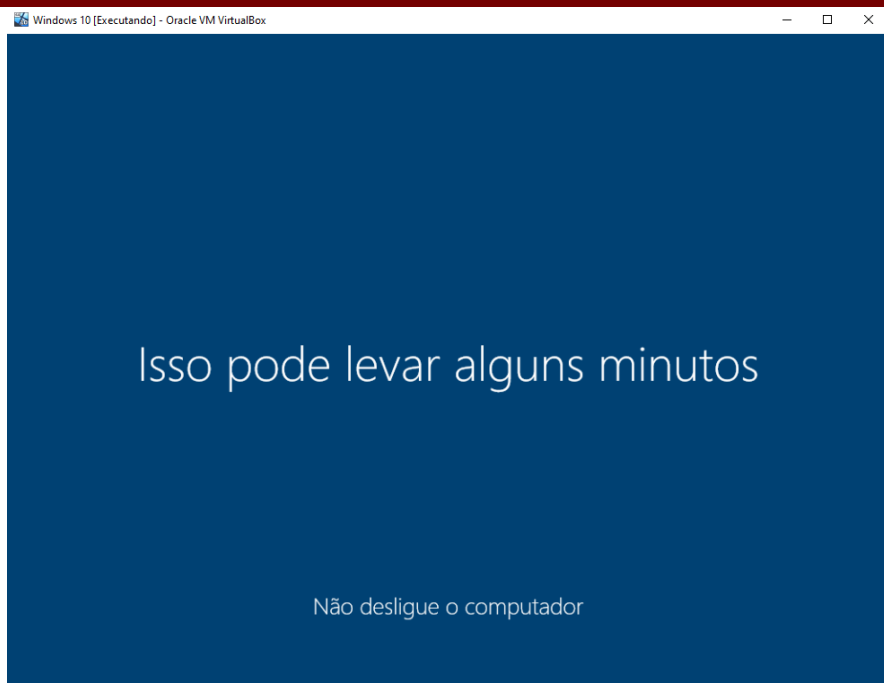 Windows 10 [Executando] - Oracle VM VirtualBox
Isso pode levar alguns minutos
Não desligue o computador